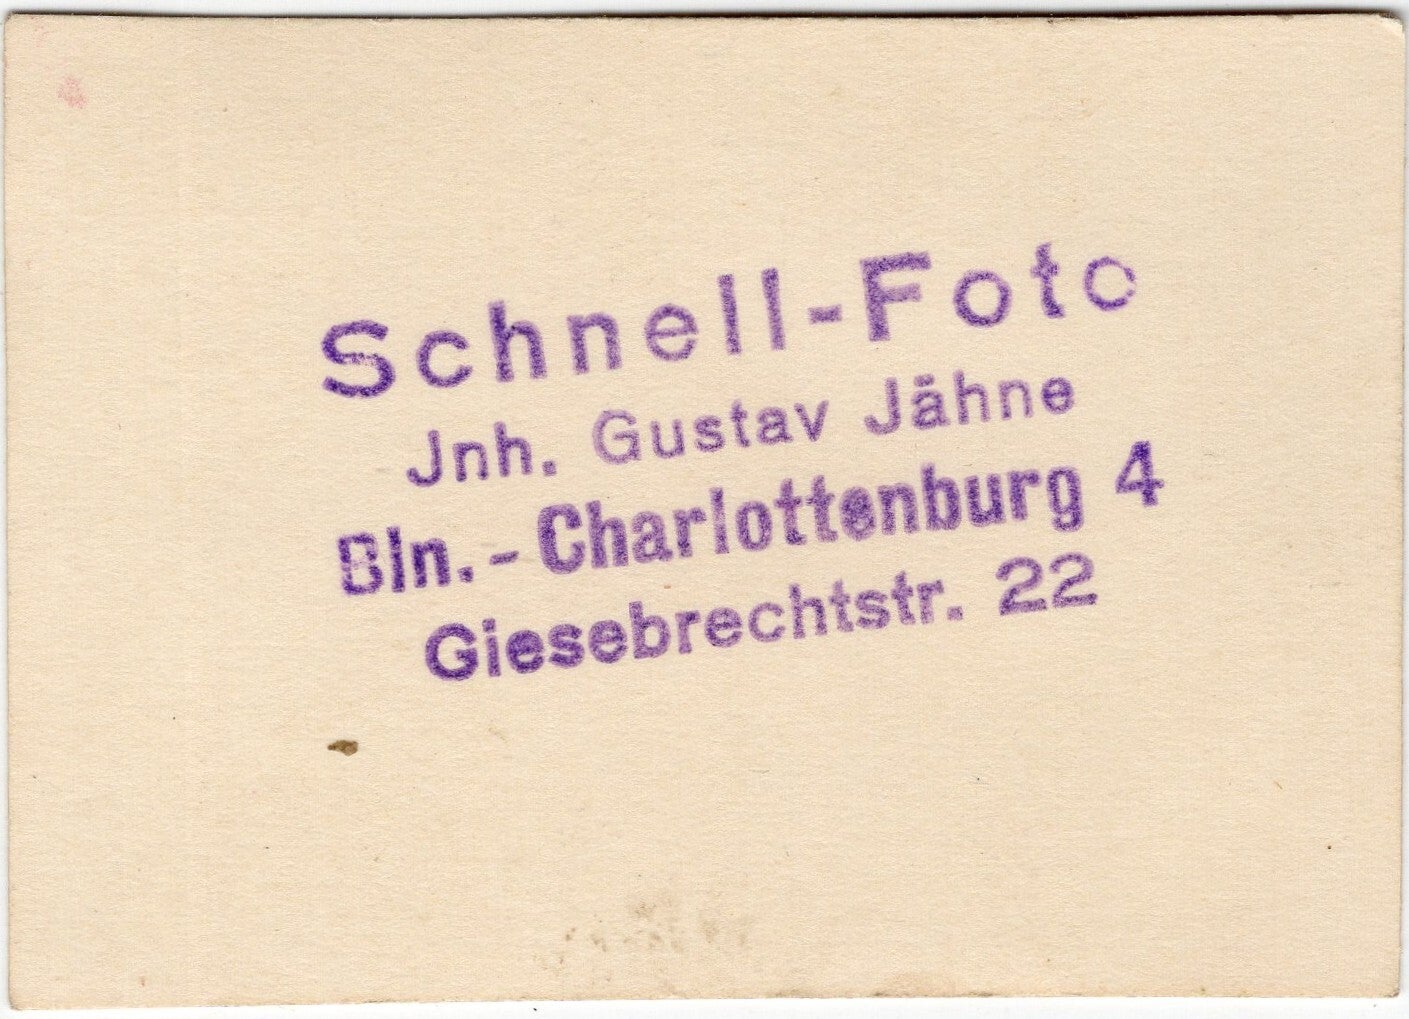 Schnell-Foto
Jnh. Gustav Jähne
Bln.-Charlottenburg 4
Giesebrechtstr. 22